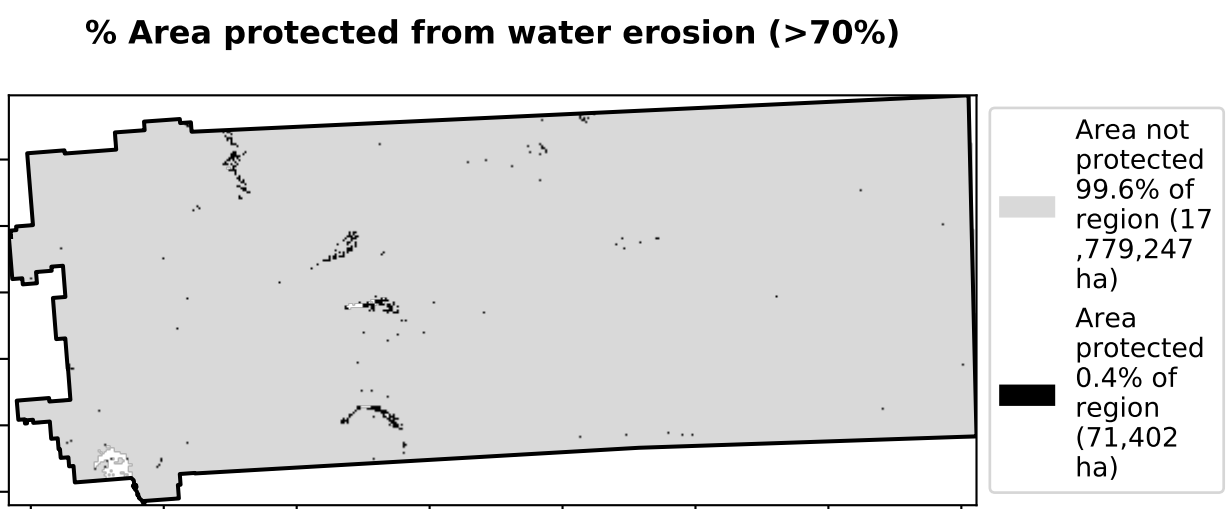 % Area protected from water erosion (>70%)
Area not
protected
99.6% of
region (17
,779,247
ha)
Area
protected
0.4% of
region
(71,402
ha)